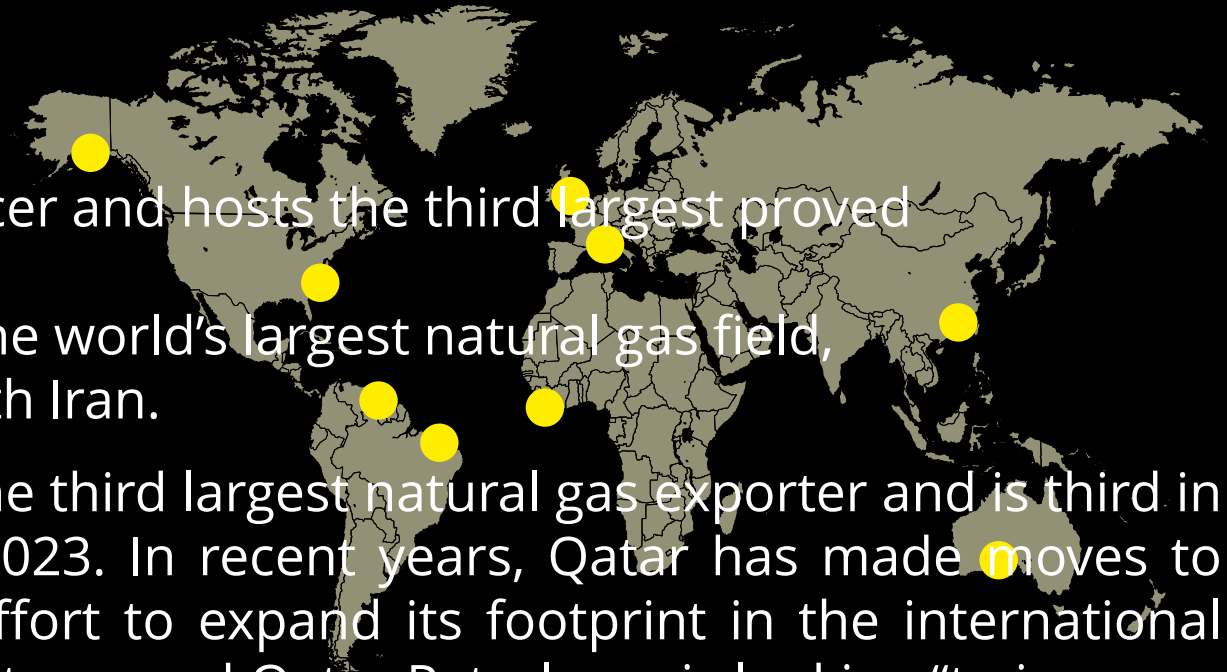 cer and hosts the third largest proved
he world’s largest natural gas field,
th Iran.
he third largest natural gas exporter and is third in
023. In recent years, Qatar has made moves to
ffort to expand its footprint in the international